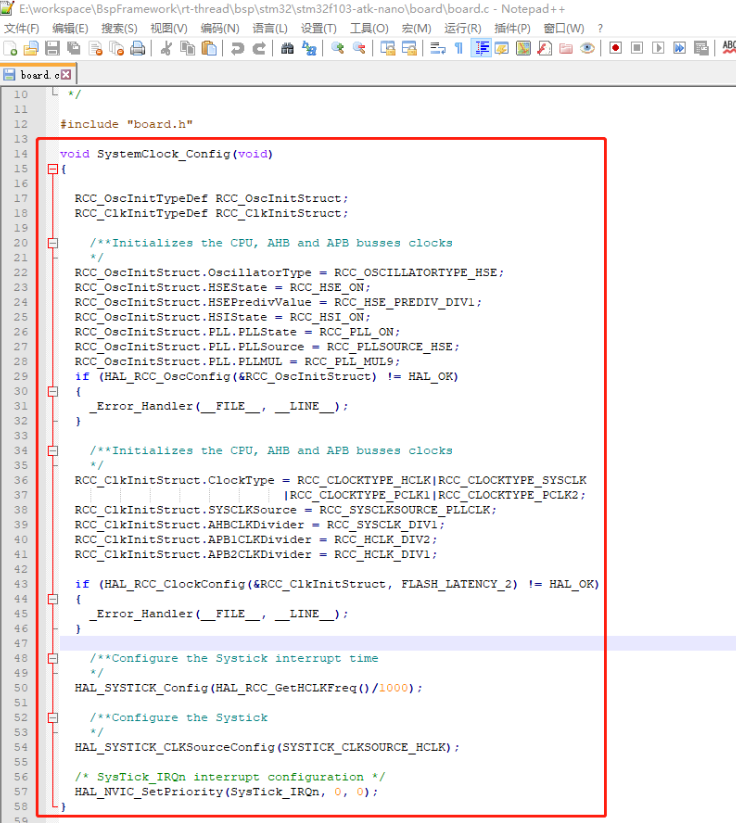 E:\workspace\BspFramework\rt-thread\bsp\stm32\stm32f103-atk-nano\board\board.c - Notepad++
文件(F) 编辑(E) 搜索(S) 视图(V) 编码(N) 语言(L) 设置(T) 工具(O) 宏(M) 运行(R) 插件(P) 窗口(W) ?
board.c
10 */
11
12 #include "board.h"
13
14 void SystemClock_Config(void)
15 {
16
17 RCC_OscInitTypeDef RCC_OscInitStruct;
18 RCC_ClkInitTypeDef RCC_ClkInitStruct;
19
20 /**Initializes the CPU, AHB and APB busses clocks
21 */
22 RCC_OscInitStruct.OscillatorType = RCC_OSCILLATORTYPE_HSE;
23 RCC_OscInitStruct.HSEState = RCC_HSE_ON;
24 RCC_OscInitStruct.HSEPredivValue = RCC_HSE_PREDIV_DIV1;
25 RCC_OscInitStruct.HSIState = RCC_HSI_ON;
26 RCC_OscInitStruct.PLL.PLLState = RCC_PLL_ON;
27 RCC_OscInitStruct.PLL.PLLSource = RCC_PLLSOURCE_HSE;
28 RCC_OscInitStruct.PLL.PLLMUL = RCC_PLL_MUL9;
29 if (HAL_RCC_OscConfig(&RCC_OscInitStruct) != HAL_OK)
30 {
31 _Error_Handler(__FILE__, __LINE__);
32 }
33
34 /**Initializes the CPU, AHB and APB busses clocks
35 */
36 RCC_ClkInitStruct.ClockType = RCC_CLOCKTYPE_HCLK|RCC_CLOCKTYPE_SYSCLK
37 |RCC_CLOCKTYPE_PCLK1|RCC_CLOCKTYPE_PCLK2;
38 RCC_ClkInitStruct.SYSCLKSource = RCC_SYSCLKSOURCE_PLLCLK;
39 RCC_ClkInitStruct.AHBCLKDivider = RCC_SYSCLK_DIV1;
40 RCC_ClkInitStruct.APB1CLKDivider = RCC_HCLK_DIV2;
41 RCC_ClkInitStruct.APB2CLKDivider = RCC_HCLK_DIV1;
42
43 if (HAL_RCC_ClockConfig(&RCC_ClkInitStruct, FLASH_LATENCY_2) != HAL_OK)
44 {
45 _Error_Handler(__FILE__, __LINE__);
46 }
47
48 /**Configure the Systick interrupt time
49 */
50 HAL_SYSTICK_Config(HAL_RCC_GetHCLKFreq()/1000);
51
52 /**Configure the Systick
53 */
54 HAL_SYSTICK_CLKSourceConfig(SYSTICK_CLKSOURCE_HCLK);
55
56 /* SysTick_IRQn interrupt configuration */
57 HAL_NVIC_SetPriority(SysTick_IRQn, 0, 0);
58 }
59